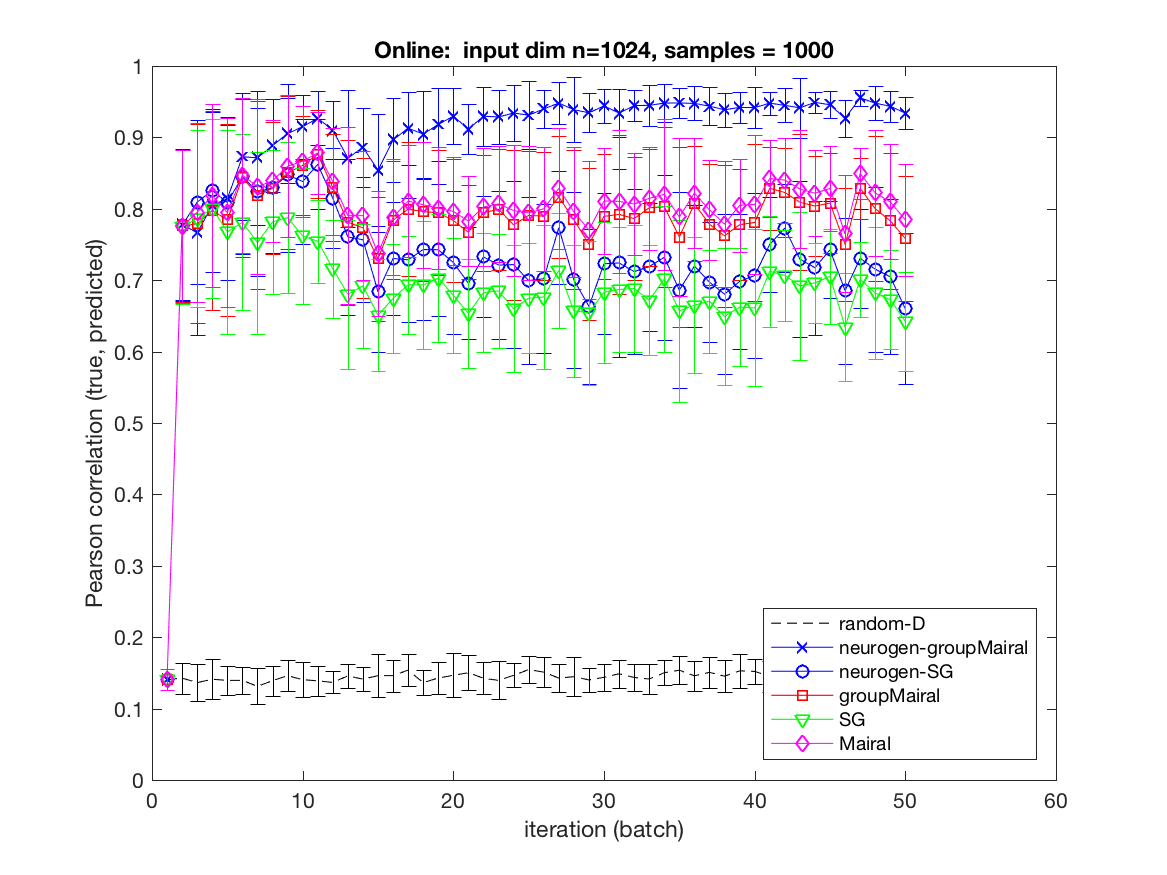 Online:  input dim n=1024, samples = 1000
Pearson correlation (true, predicted)
1
0.9
0.8
0.7
0.6
0.5
0.4
0.3
0.2
0.1
0
0 10 20 30 40 50 60
iteration (batch)
random-D
neurogen-groupMairal
neurogen-SG
groupMairal
SG
Mairal